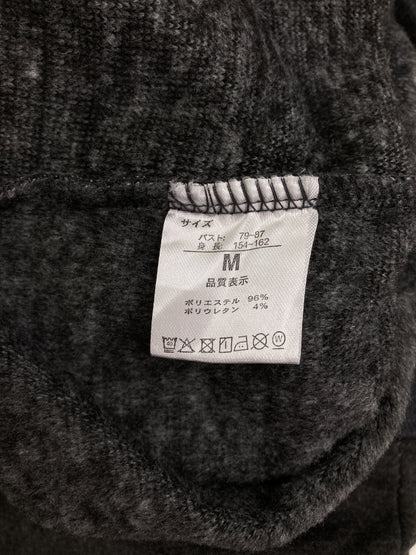 サイズ
バスト: 79-87
身 長: 154-162
M
品質表示
ポリエステル 96%
ポリウレタン 4%